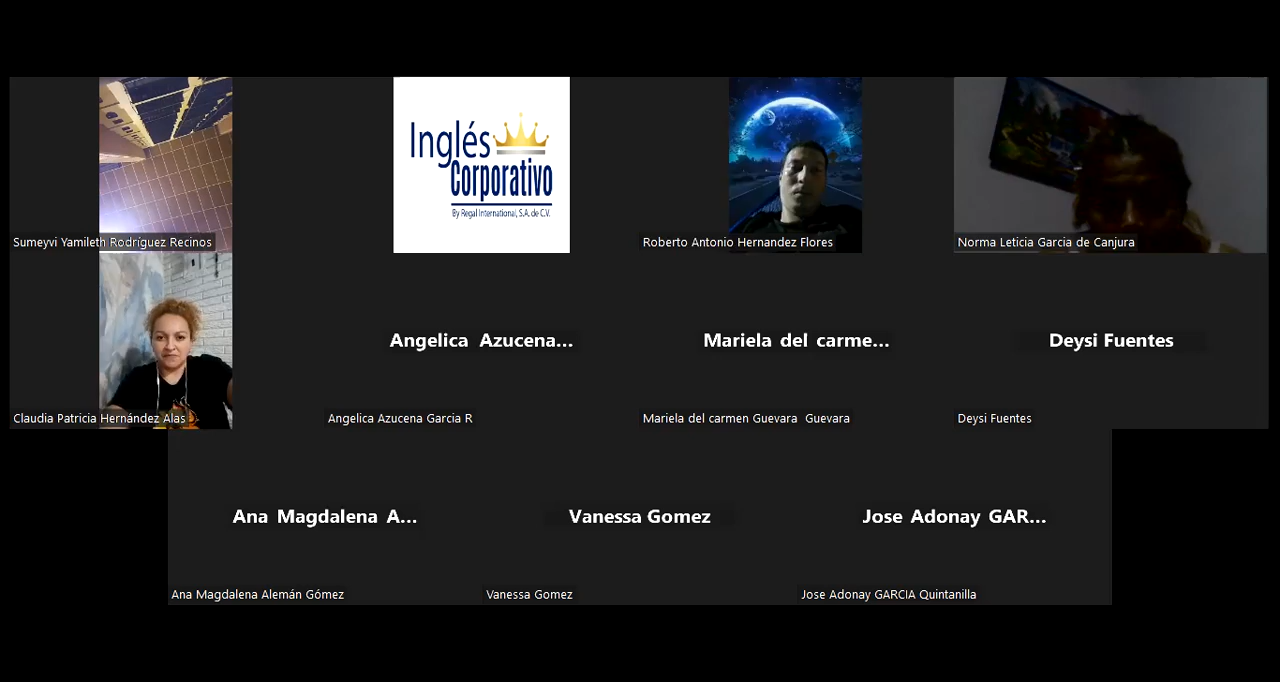 Inglés
Corporativo
By Regal International, S.A. de C.V.
Sumeyvi Yamileth Rodríguez Recinos
Roberto Antonio Hernandez Flores
Norma Leticia Garcia de Canjura
Angelica Azucena...
Mariela del carme...
Deysi Fuentes
Claudia Patricia Hernández Alas
Angelica Azucena Garcia R
Mariela del carmen Guevara Guevara
Deysi Fuentes
Ana Magdalena A...
Vanessa Gomez
Jose Adonay GAR...
Ana Magdalena Alemán Gómez
Vanessa Gomez
Jose Adonay GARCIA Quintanilla